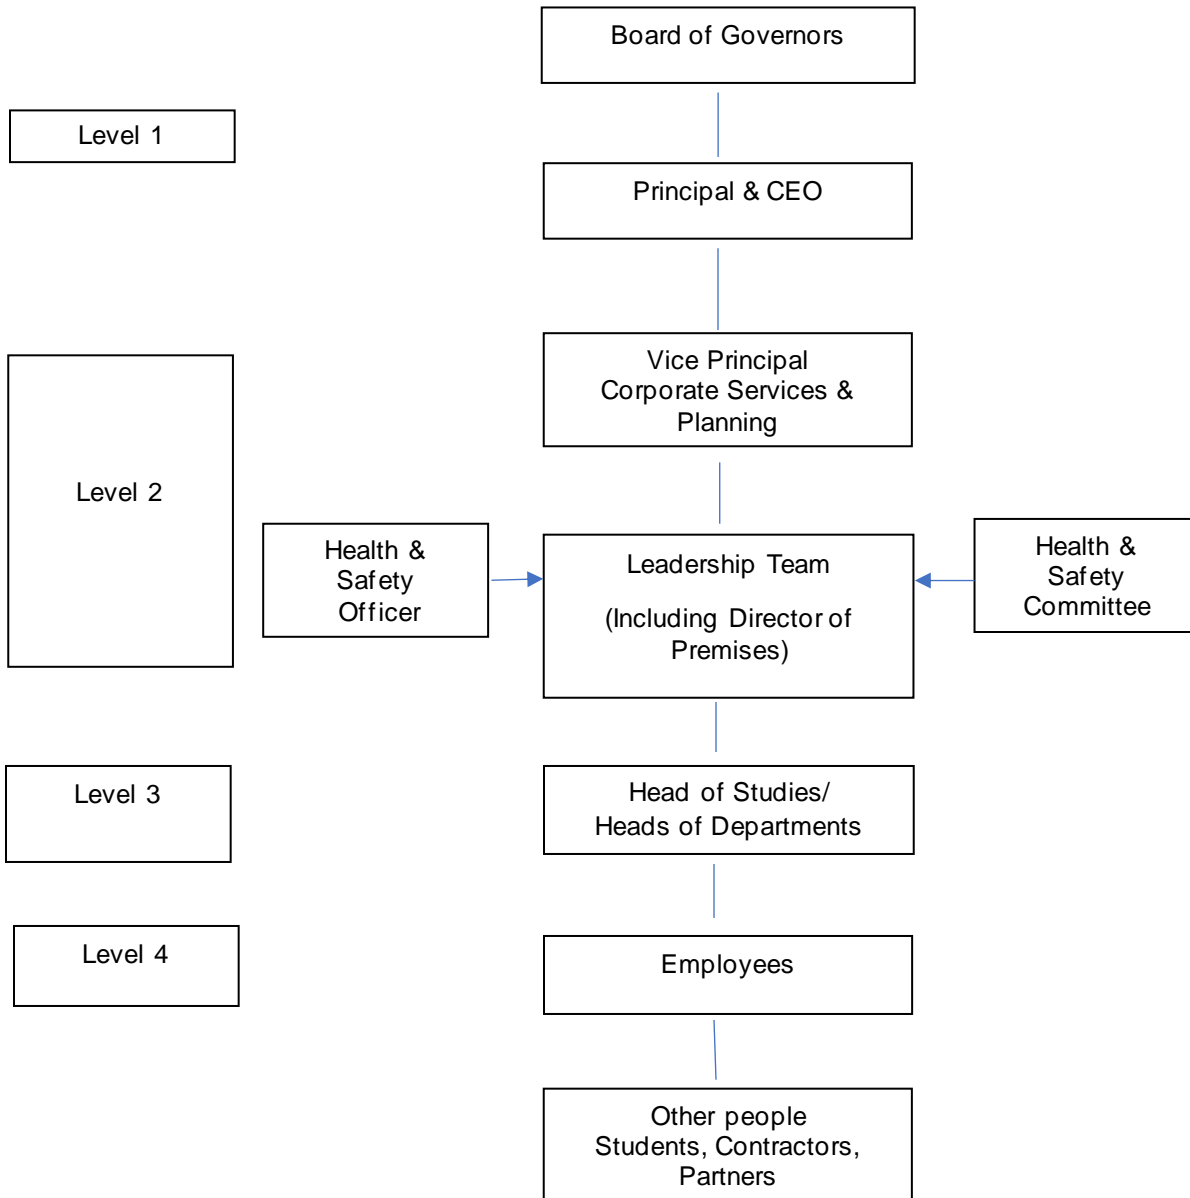 Board of Governors
Level 1
Principal & CEO
Vice Principal
Corporate Services &
Planning
Level 2
Health &
Safety
Officer
Leadership Team
(Including Director of
Premises)
Health &
Safety
Committee
Level 3
Head of Studies/
Heads of Departments
Level 4
Employees
Other people
Students, Contractors,
Partners